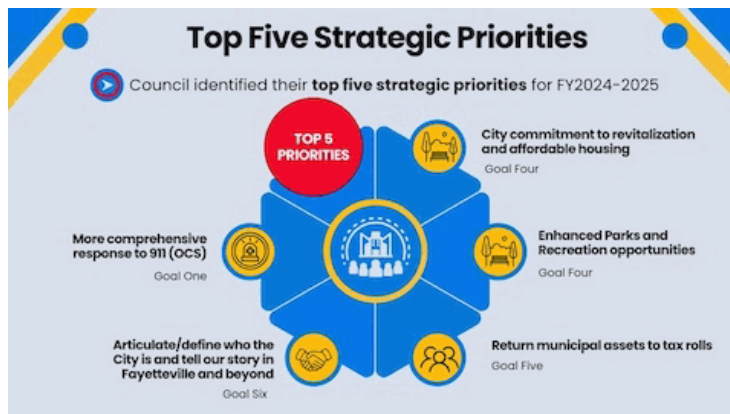 Top Five Strategic Priorities
Council identified their top five strategic priorities for FY2024-2025
TOP 5
PRIORITIES
City commitment to revitalization
and affordable housing
Goal Four
Enhanced Parks and
Recreation opportunities
Goal Four
Return municipal assets to tax rolls
Goal Five
Articulate/define who the
City is and tell our story in
Fayetteville and beyond
Goal Six
More comprehensive
response to 911 (OCS)
Goal One